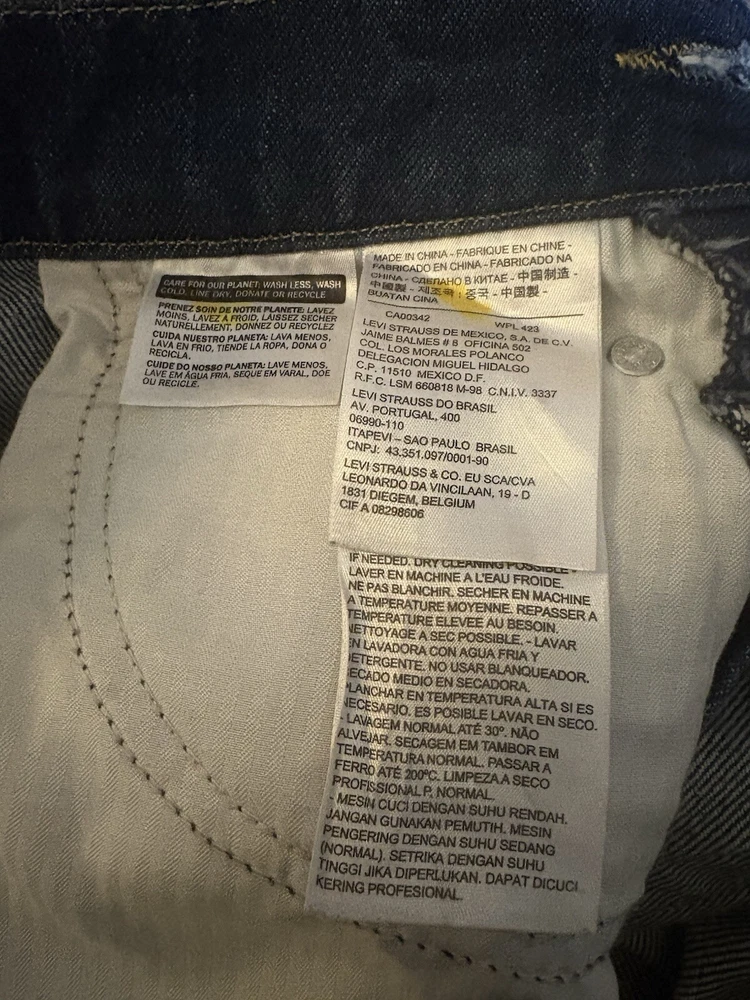 CARE FOR OUR PLANET: WASH LESS, WASH
COLD, LINE DRY, DONATE OR RECYCLE
PRENEZ SOIN DE NOTRE PLANETE: LAVEZ
MOINS, LAVEZ A FROID, LAISSEZ SECHER
NATURELLEMENT, DONNEZ OU RECYCLEZ
CUIDA NUESTRO PLANETA: LAVA MENOS,
LAVA EN FRIO, TIENDE LA ROPA, DONA O
RECICLA.
CUIDE DO NOSSO PLANETA: LAVE MENOS,
LAVE EM ÁGUA FRIA, SEQUE EM VARAL, DOE
OU RECICLE.
MADE IN CHINA - FABRIQUE EN CHINE -
FABRICADO EN CHINA - FABRICADO NA
CHINA - СДЕЛАНО В КИТАЕ - 中国制造 -
中國製 - 제조국 : 중국 - 中国製 -
BUATAN CINA
CA00342 WPL 423
LEVI STRAUSS DE MEXICO, S.A. DE C.V.
JAIME BALMES # 8 OFICINA 502
COL. LOS MORALES POLANCO
DELEGACION MIGUEL HIDALGO
C.P. 11510 MEXICO D.F.
R.F.C. LSM 660818 M-98 C.N.I.V. 3337
LEVI STRAUSS DO BRASIL
AV. PORTUGAL, 400
06990-110
ITAPEVI – SAO PAULO BRASIL
CNPJ: 43.351.097/0001-90
LEVI STRAUSS & CO. EU SCA/CVA
LEONARDO DA VINCILAAN, 19 - D
1831 DIEGEM, BELGIUM
CIF A 08298606
IF NEEDED. DRY CLEANING POSSIBLE -
LAVER EN MACHINE A L'EAU FROIDE.
NE PAS BLANCHIR. SECHER EN MACHINE
A TEMPERATURE MOYENNE. REPASSER A
TEMPERATURE ELEVEE AU BESOIN.
NETTOYAGE A SEC POSSIBLE. - LAVAR
EN LAVADORA CON AGUA FRIA Y
DETERGENTE. NO USAR BLANQUEADOR.
SECADO MEDIO EN SECADORA.
PLANCHAR EN TEMPERATURA ALTA SI ES
NECESARIO. ES POSIBLE LAVAR EN SECO.
- LAVAGEM NORMAL ATÉ 30º. NÃO
ALVEJAR. SECAGEM EM TAMBOR EM
TEMPERATURA NORMAL. PASSAR A
FERRO ATÉ 200ºC. LIMPEZA A SECO
PROFISSIONAL P. NORMAL.
- MESIN CUCI DENGAN SUHU RENDAH.
JANGAN GUNAKAN PEMUTIH. MESIN
PENGERING DENGAN SUHU SEDANG
(NORMAL). SETRIKA DENGAN SUHU
TINGGI JIKA DIPERLUKAN. DAPAT DICUCI
KERING PROFESIONAL.